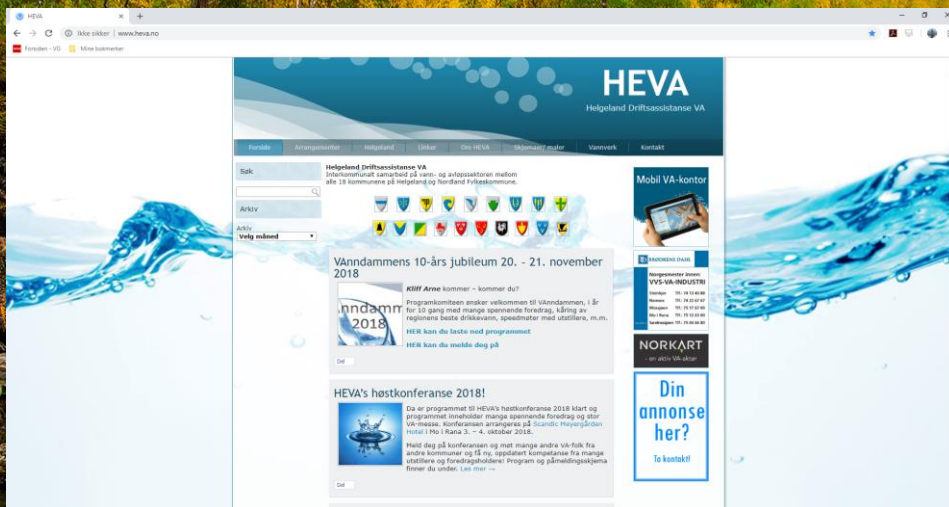 HEVA
Ikke sikker | www.heva.no
Forsiden - VG
Mine bokmerker
HEVA
Helgeland Driftsassistanse VA
Forside
Arrangementer
Helgeland
Linker
Om HEVA
Skjemaer/ maler
Vannverk
Kontakt
Søk
Arkiv
Arkiv
Velg måned
Helgeland Driftsassistanse VA
Interkommunalt samarbeid på vann- og avløpssektoren mellom
alle 18 kommunene på Helgeland og Nordland Fylkeskommune.
VAnndammens 10-års jubileum 20. - 21. november
2018
nndamm
2018
Kliff Arne kommer – kommer du?
Programkomiteen ønsker velkommen til VAnndammen, i år
for 10 gang med mange spennende foredrag, kåring av
regionens beste drikkevann, speedmøter med utstillere, m.m.
HER kan du laste ned programmet
HER kan du melde deg på
Del
HEVA's høstkonferanse 2018!
Da er programmet til HEVA's høstkonferanse 2018 klart og
programmet inneholder mange spennende foredrag og stor
VA-messe. Konferansen arrangeres på Scandic Meyergården
Hotell i Mo i Rana 3. – 4. oktober 2018.
Meld deg på konferansen og møt mange andre VA-folk fra
andre kommuner og få ny, oppdatert kompetanse fra mange
utstillere og foredragsholdere! Program og påmeldingsskjema
finner du under. Les mer →
Del
Mobil VA-kontor
BRØDRENE DAHL
Norgesmester innen:
VVS-VA-INDUSTRI
Mo i Rana
NORKART
- en aktiv VA-aktør
Din
annonse
her?
Ta kontakt!